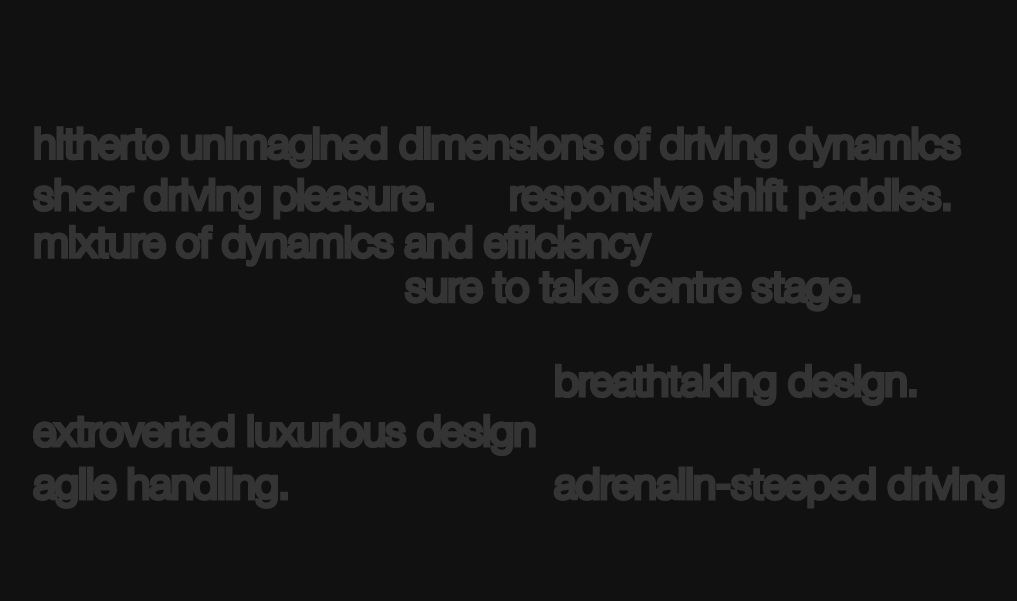 hitherto unimagined dimensions of driving dynamics
sheer driving pleasure. responsive shift paddles.
mixture of dynamics and efficiency
sure to take centre stage.
breathtaking design.
extroverted luxurious design
agile handling. adrenalin-steeped driving